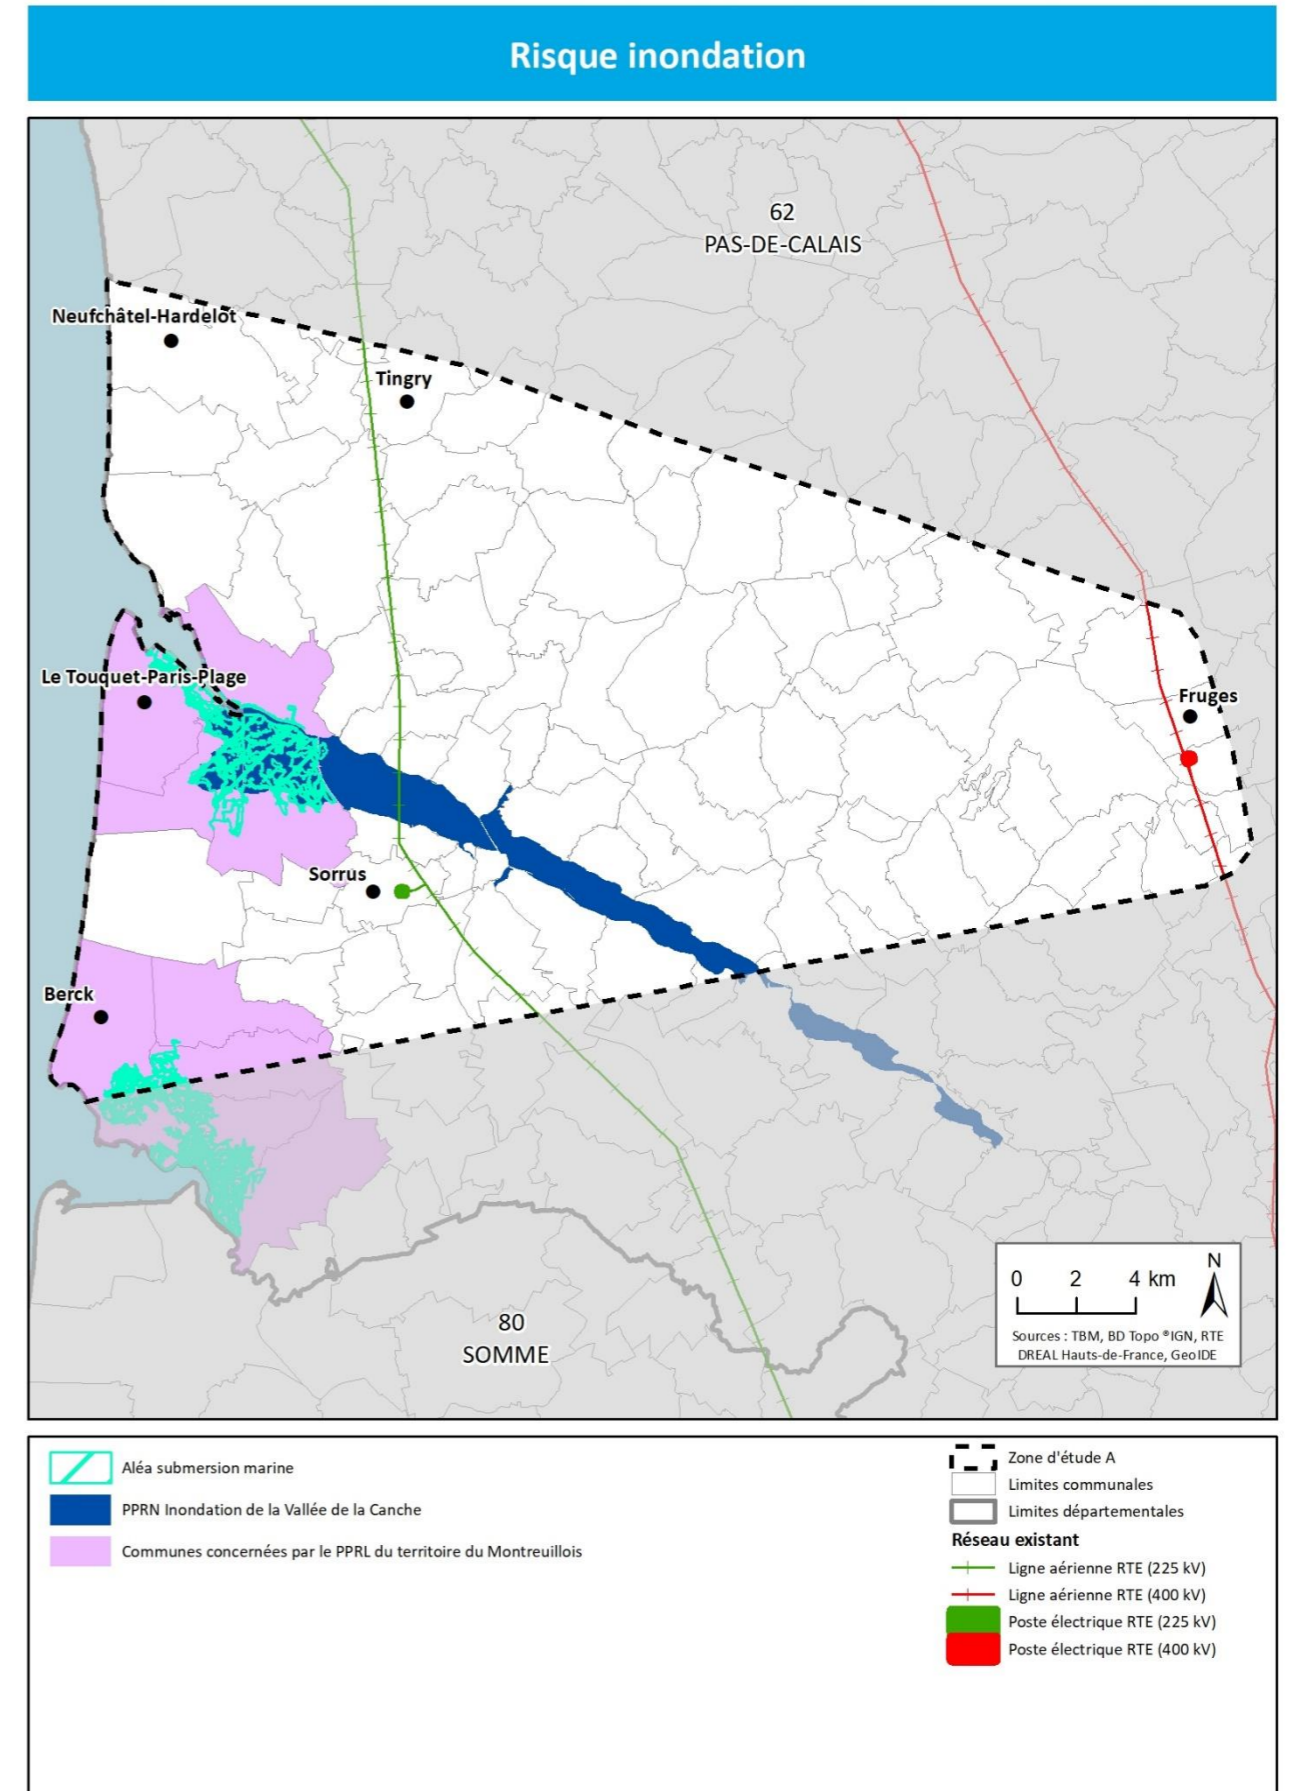 Risque inondation
62
PAS-DE-CALAIS
Neufchâtel-Hardelot
Tingry
Le Touquet-Paris-Plage
Fruges
Sorrus
Berck
80
SOMME
0 2 4 km
N
Sources : TBM, BD Topo ®IGN, RTE
DREAL Hauts-de-France, GeoIDE
Aléa submersion marine
PPRN Inondation de la Vallée de la Canche
Communes concernées par le PPRL du territoire du Montreuillois
Zone d'étude A
Limites communales
Limites départementales
Réseau existant
Ligne aérienne RTE (225 kV)
Ligne aérienne RTE (400 kV)
Poste électrique RTE (225 kV)
Poste électrique RTE (400 kV)